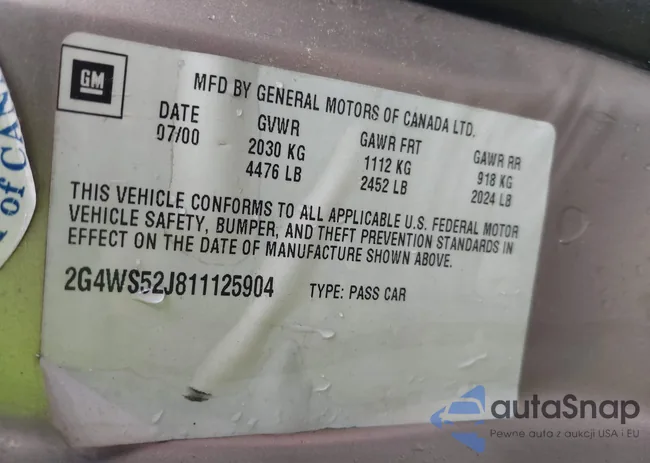 GM
MFD BY GENERAL MOTORS OF CANADA LTD.
DATE GVWR GAWR FRT GAWR RR
07/00 2030 KG 1112 KG 918 KG
4476 LB 2452 LB 2024 LB
THIS VEHICLE CONFORMS TO ALL APPLICABLE U.S. FEDERAL MOTOR
VEHICLE SAFETY, BUMPER, AND THEFT PREVENTION STANDARDS IN
EFFECT ON THE DATE OF MANUFACTURE SHOWN ABOVE.
2G4WS52J811125904 TYPE: PASS CAR
of CANA
autaSnap
Pewne auta z aukcji USA i EU